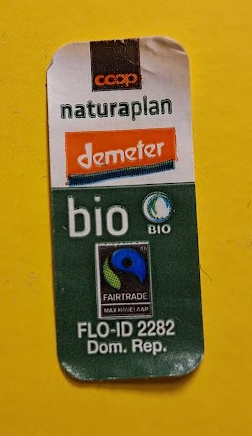 coop
naturaplan
demeter
bio
BIO
FAIRTRADE
MAX HAVELAAR
FLO-ID 2282
Dom. Rep.